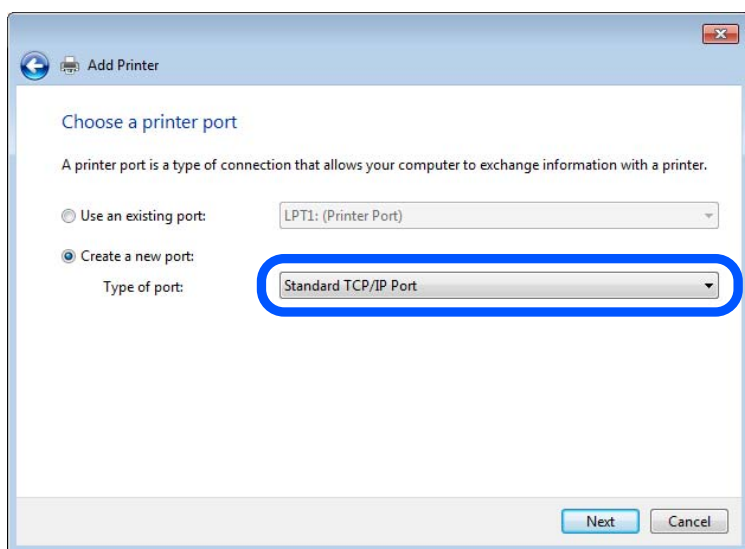 Add Printer
Choose a printer port
A printer port is a type of connection that allows your computer to exchange information with a printer.
Use an existing port: LPT1: (Printer Port)
Create a new port:
Type of port: Standard TCP/IP Port
Next Cancel